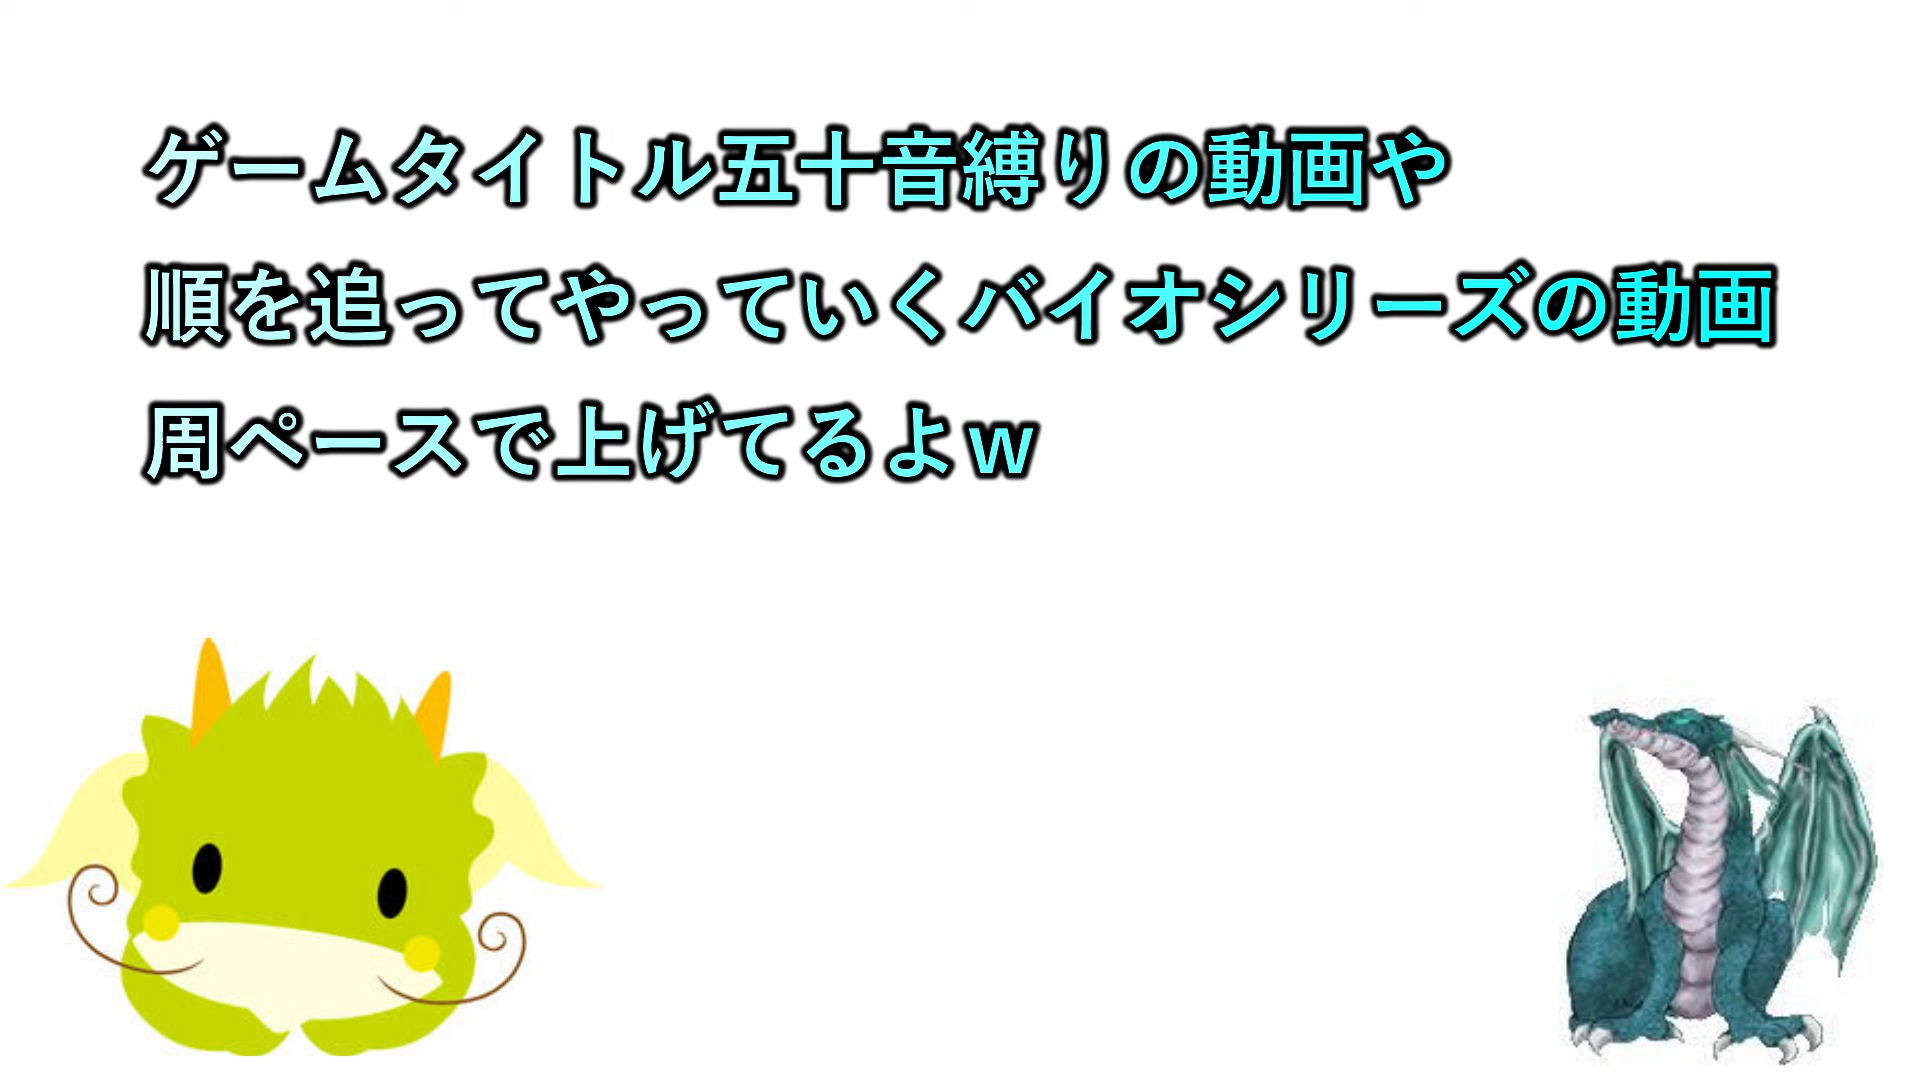 ゲームタイトル五十音縛りの動画や
順を追ってやっていくバイオシリーズの動画
周ペースで上げてるよw